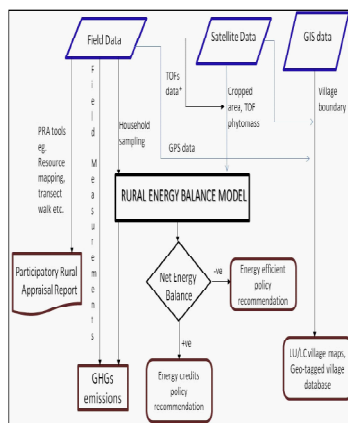 Field Data
Satellite Data
GIS data
TOFs
data*
Cropped
area, TOF
phytomass
Village
boundary
Field Measurements
Household
sampling
GPS data
PRA tools
eg.
Resource
mapping,
transect
walk etc.
RURAL ENERGY BALANCE MODEL
Net Energy
Balance
-ve
Energy efficient
policy
recommendation
+ve
Participatory Rural
Appraisal Report
GHGs
emissions
Energy credits
policy
recommendation
LU/LC village maps,
Geo-tagged village
database